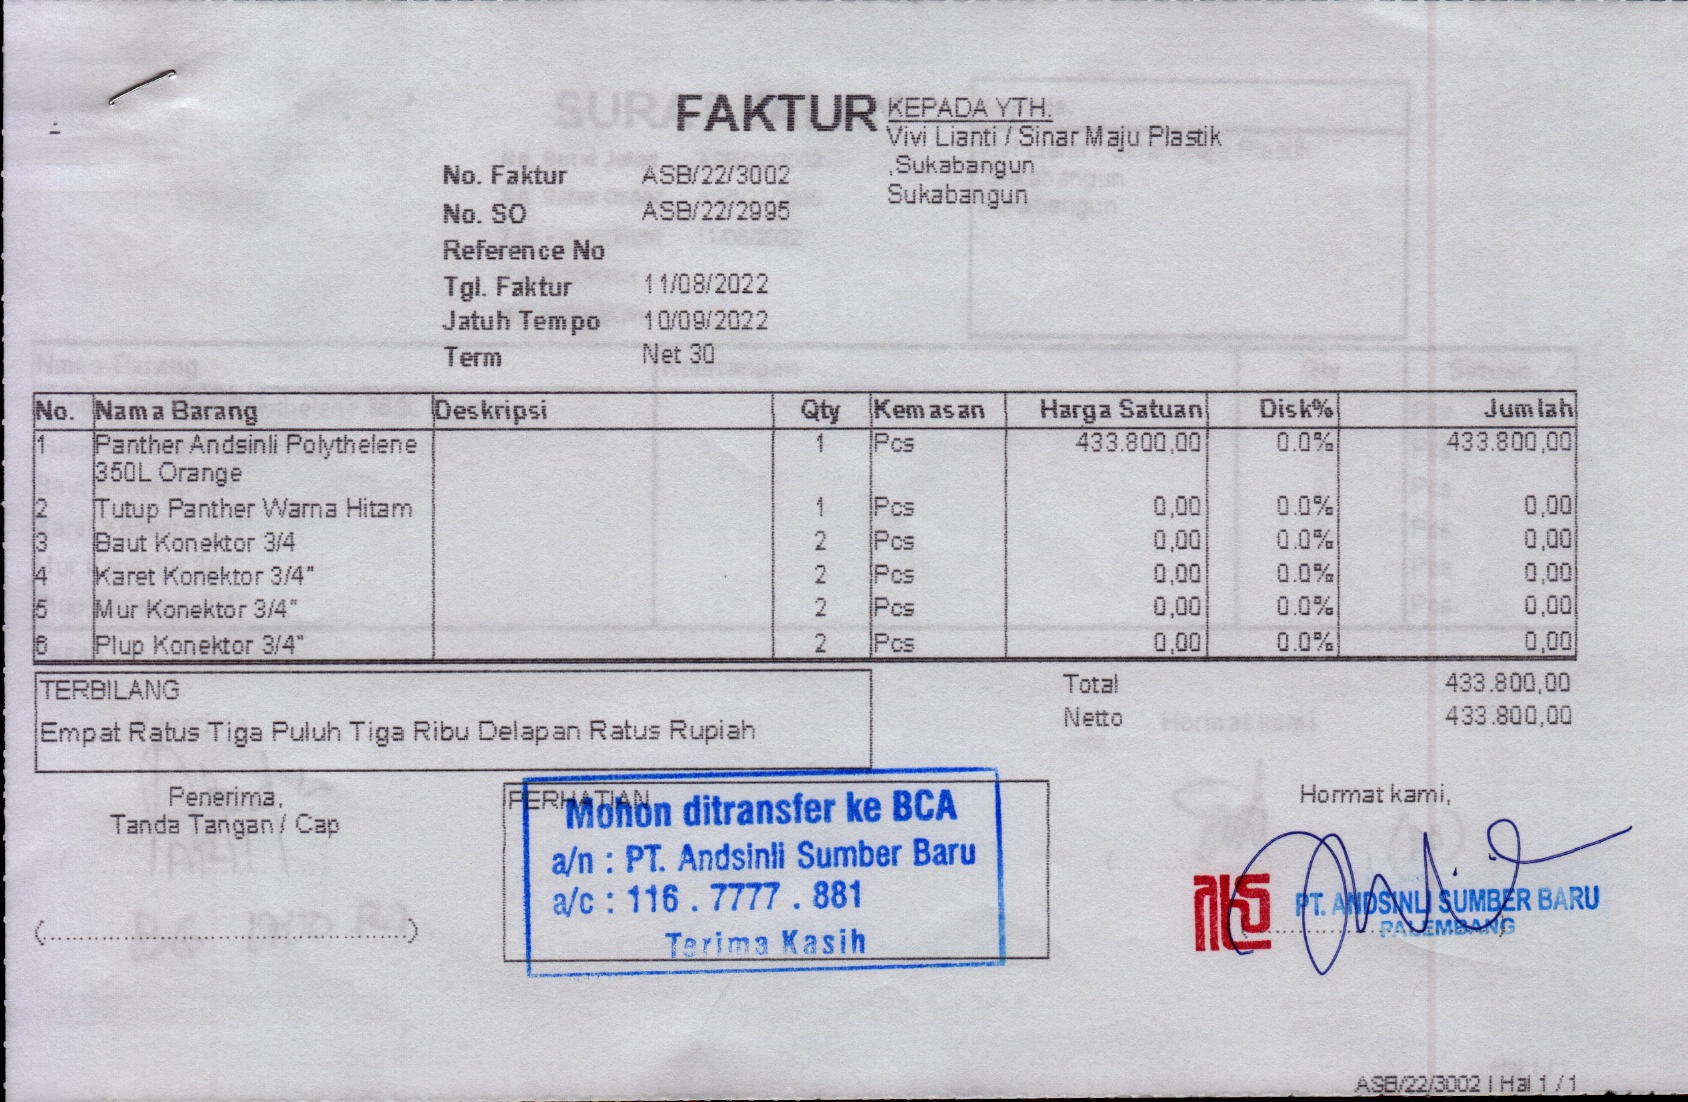 FAKTUR
KEPADA YTH.
Vivi Lianti / Sinar Maju Plastik
,Sukabangun
Sukabangun
No. Faktur ASB/22/3002
No. SO ASB/22/2995
Reference No
Tgl. Faktur 11/08/2022
Jatuh Tempo 10/09/2022
Term Net 30
No. Nama Barang Deskripsi Qty Kemasan Harga Satuan Disk% Jumlah
1 Panther Andsinli Polythelene 1 Pcs 433.800,00 0.0% 433.800,00
350L Orange
2 Tutup Panther Warna Hitam 1 Pcs 0,00 0.0% 0,00
3 Baut Konektor 3/4 2 Pcs 0,00 0.0% 0,00
4 Karet Konektor 3/4" 2 Pcs 0,00 0.0% 0,00
5 Mur Konektor 3/4" 2 Pcs 0,00 0.0% 0,00
6 Plup Konektor 3/4" 2 Pcs 0,00 0.0% 0,00
TERBILANG
Empat Ratus Tiga Puluh Tiga Ribu Delapan Ratus Rupiah
Total 433.800,00
Netto 433.800,00
Penerima,
Tanda Tangan / Cap
(..........................................)
PERHATIAN
Mohon ditransfer ke BCA
a/n : PT. Andsinli Sumber Baru
a/c : 116 . 7777 . 881
Terima Kasih
Hormat kami,
PT. ANDSINLI SUMBER BARU
PALEMBANG
ASB/22/3002 | Hal 1 / 1